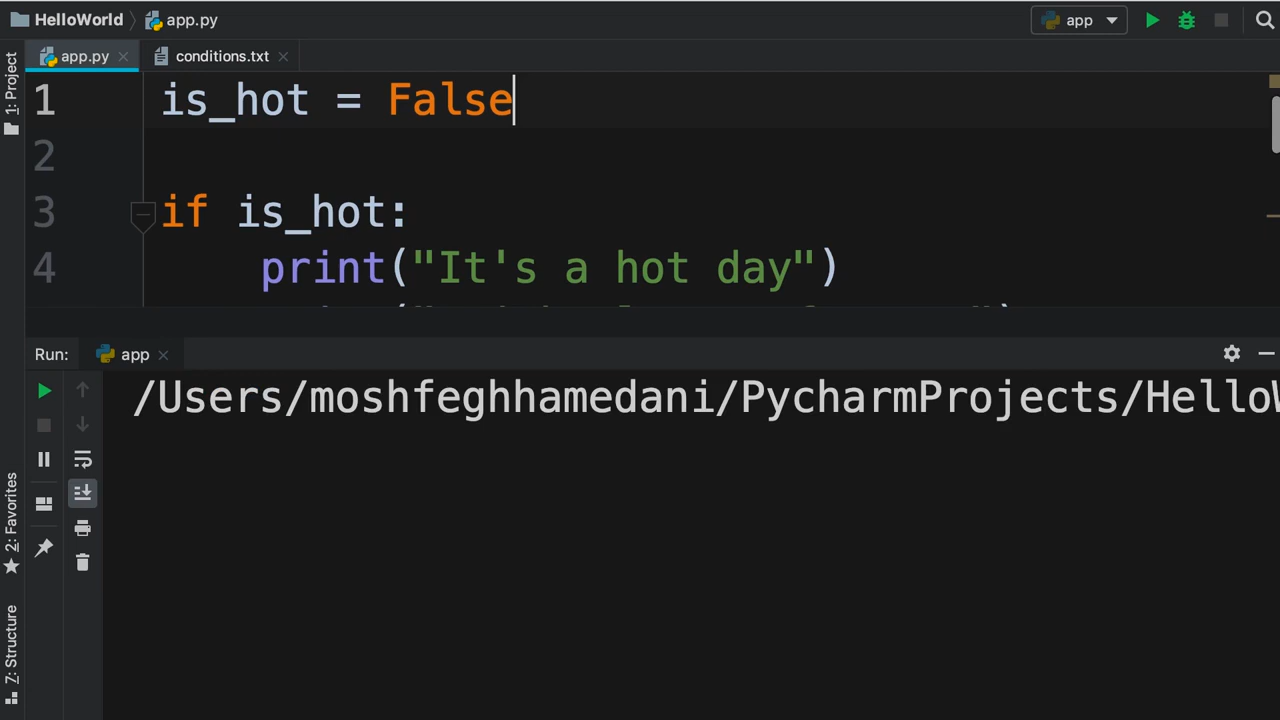 HelloWorld app.py app
1: Project
app.py conditions.txt
1 is_hot = False
2
3 if is_hot:
4 print("It's a hot day")
Run: app
/Users/moshfeghhamedani/PycharmProjects/HelloW
2: Favorites
Z: Structure